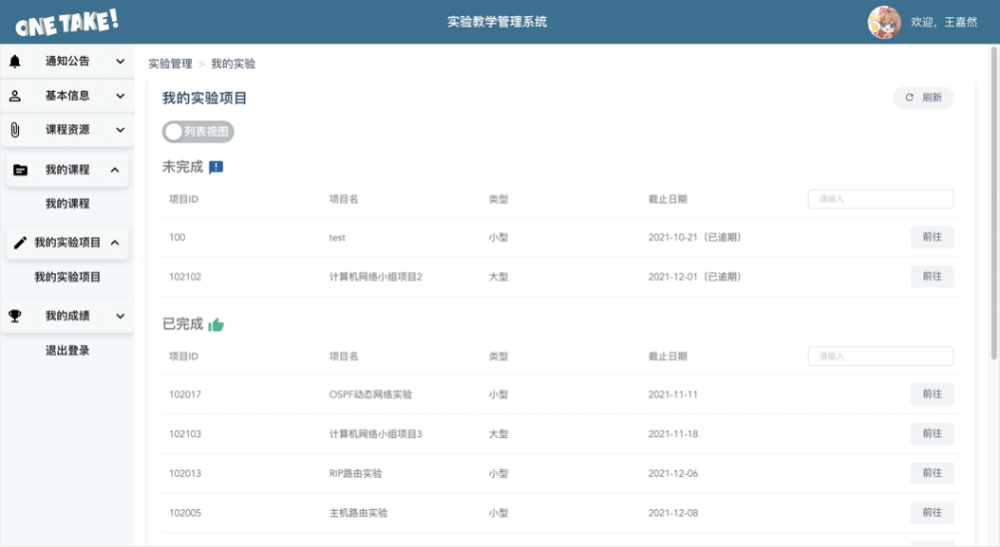 ONE TAKE!
实验教学管理系统
欢迎，王嘉然
通知公告
基本信息
课程资源
我的课程
我的课程
我的实验项目
我的实验项目
我的成绩
退出登录
实验管理 > 我的实验
我的实验项目
刷新
列表视图
未完成
项目ID 项目名 类型 截止日期 请输入
100 test 小型 2021-10-21（已逾期） 前往
102102 计算机网络小组项目2 大型 2021-12-01（已逾期） 前往
已完成
项目ID 项目名 类型 截止日期 请输入
102017 OSPF动态网络实验 小型 2021-11-11 前往
102103 计算机网络小组项目3 大型 2021-11-18 前往
102013 RIP路由实验 小型 2021-12-06 前往
102005 主机路由实验 小型 2021-12-08 前往